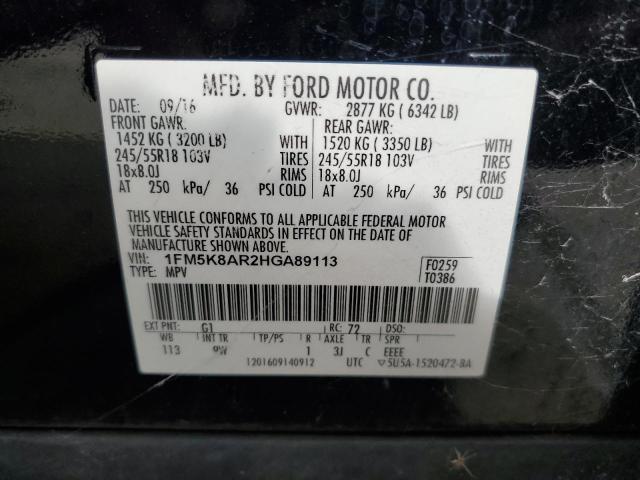 MFD. BY FORD MOTOR CO.
DATE: 09/16 GVWR: 2877 KG ( 6342 LB)
FRONT GAWR: REAR GAWR:
1452 KG ( 3200 LB) WITH 1520 KG ( 3350 LB) WITH
245/55R18 103V TIRES 245/55R18 103V TIRES
18x8.0J RIMS 18x8.0J RIMS
AT 250 kPa/ 36 PSI COLD AT 250 kPa/ 36 PSI COLD
THIS VEHICLE CONFORMS TO ALL APPLICABLE FEDERAL MOTOR
VEHICLE SAFETY STANDARDS IN EFFECT ON THE DATE OF
MANUFACTURE SHOWN ABOVE.
VIN: 1FM5K8AR2HGA89113 F0259
TYPE: MPV T0386
EXT PNT: G1 RC: 72 DSO:
WB INT TR TP/PS R AXLE TR SPR
113 9W 1 3J C EEEE
1201609140912 UTC ▽5U5A-1520472-BA